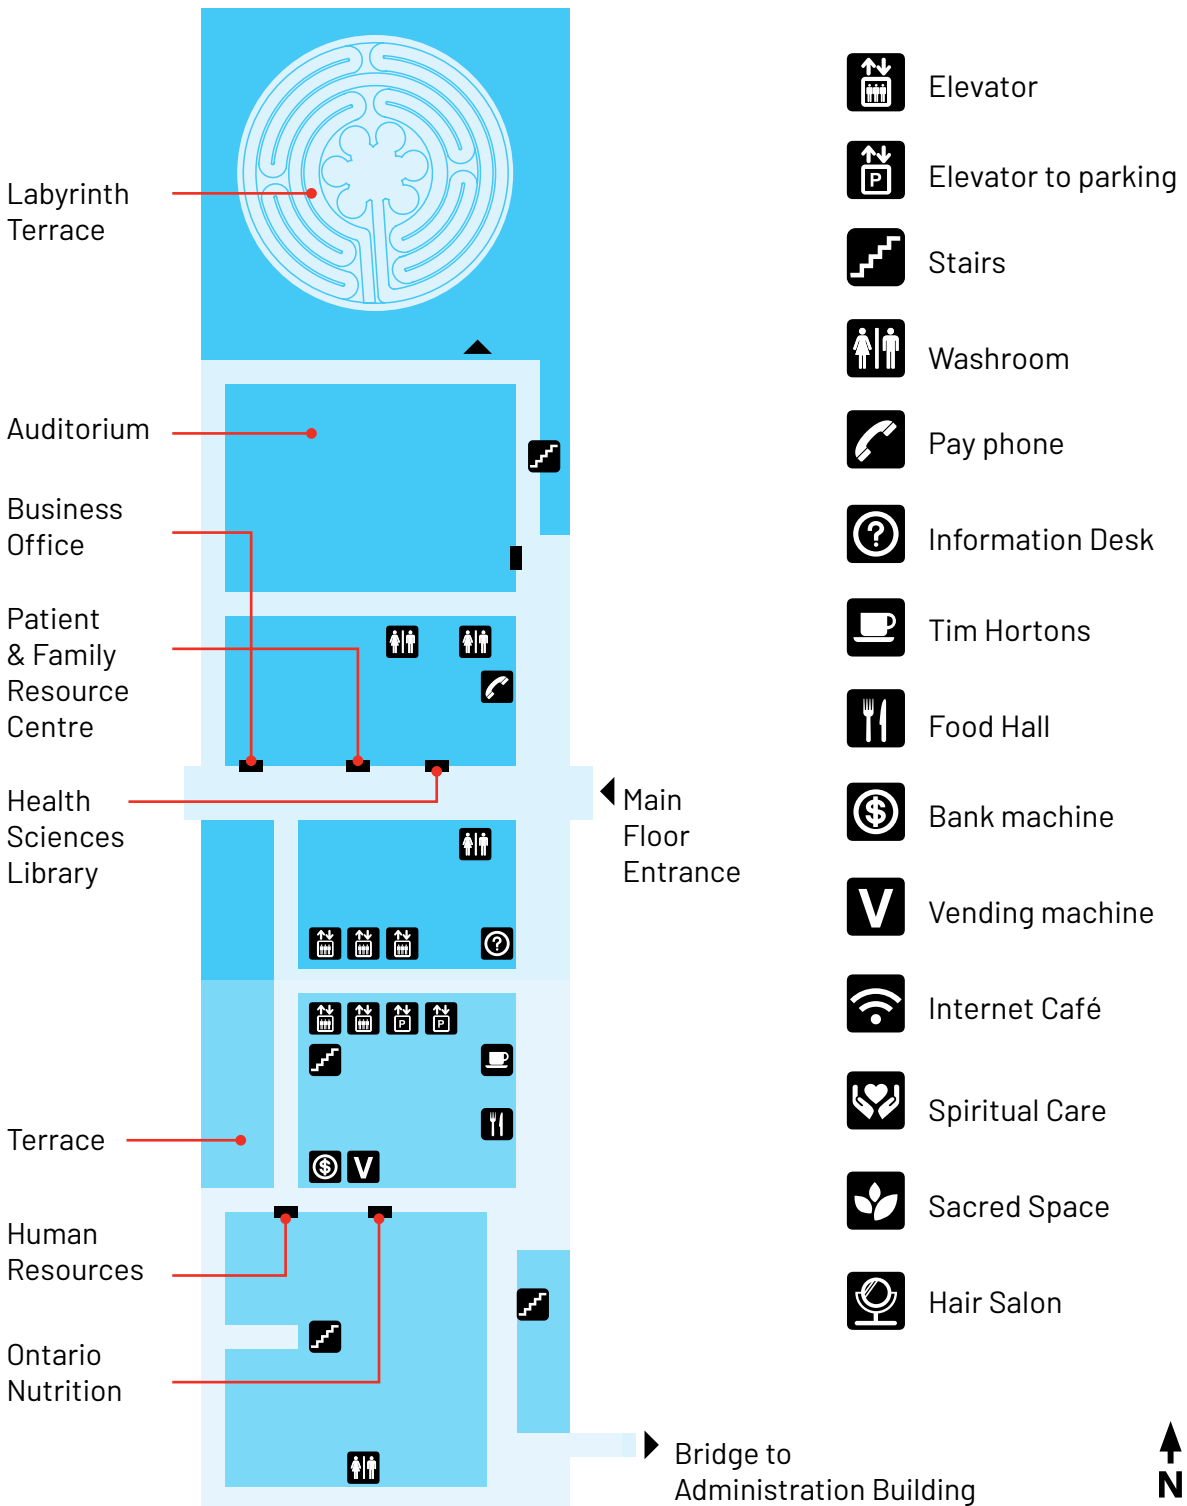 Labyrinth
Terrace
Auditorium
Business
Office
Patient
& Family
Resource
Centre
Health
Sciences
Library
Terrace
Human
Resources
Ontario
Nutrition
Main
Floor
Entrance
Bridge to
Administration Building
P
P
?
$
V
Elevator
P
Elevator to parking
Stairs
Washroom
Pay phone
?
Information Desk
Tim Hortons
Food Hall
$
Bank machine
V
Vending machine
Internet Café
Spiritual Care
Sacred Space
Hair Salon
N